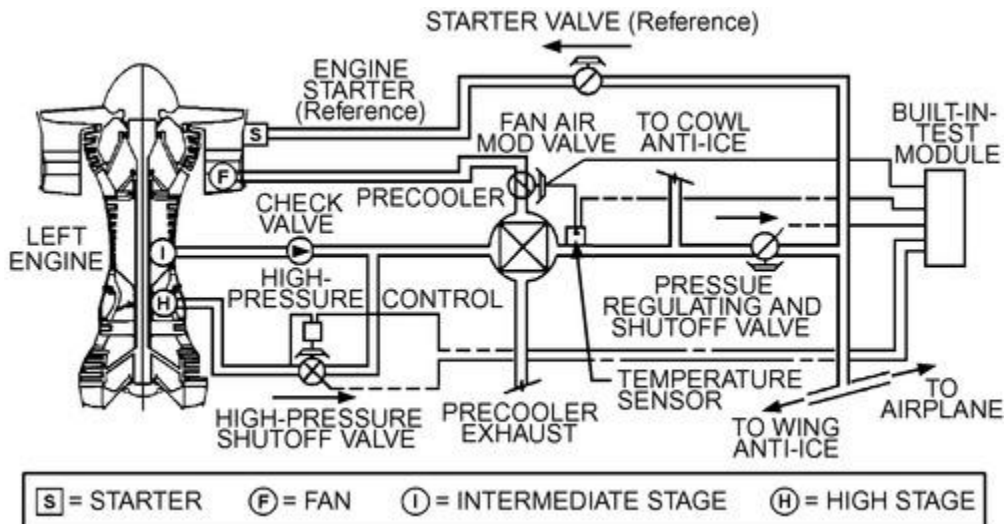 STARTER VALVE (Reference)
ENGINE
STARTER
(Reference)
FAN AIR
MOD VALVE
TO COWL
ANTI-ICE
BUILT-IN-
TEST
MODULE
S
F
PRECOOLER
CHECK
VALVE
LEFT
ENGINE
I
HIGH-
PRESSURE CONTROL
H
PRESSUE
REGULATING AND
SHUTOFF VALVE
HIGH-PRESSURE
SHUTOFF VALVE
PRECOOLER
EXHAUST
TEMPERATURE
SENSOR
TO WING
ANTI-ICE
TO
AIRPLANE
S = STARTER F = FAN I = INTERMEDIATE STAGE H = HIGH STAGE